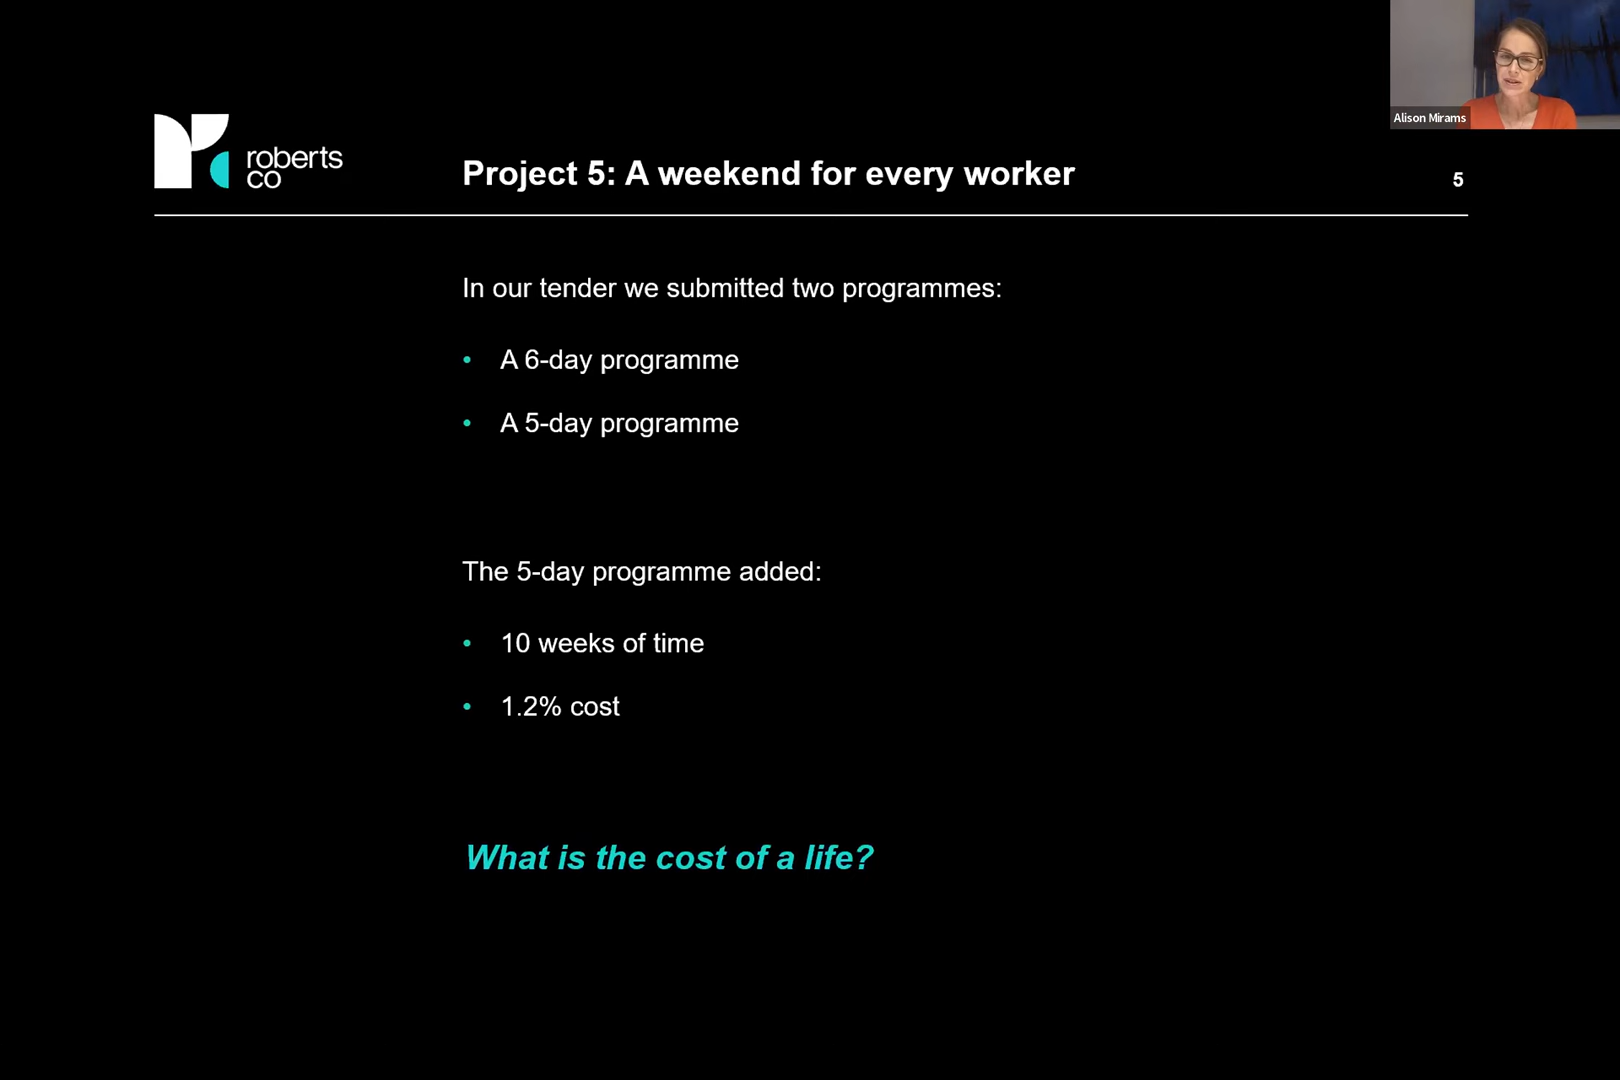 Alison Mirams
roberts
co
Project 5: A weekend for every worker
5
In our tender we submitted two programmes:
• A 6-day programme
• A 5-day programme
The 5-day programme added:
• 10 weeks of time
• 1.2% cost
What is the cost of a life?